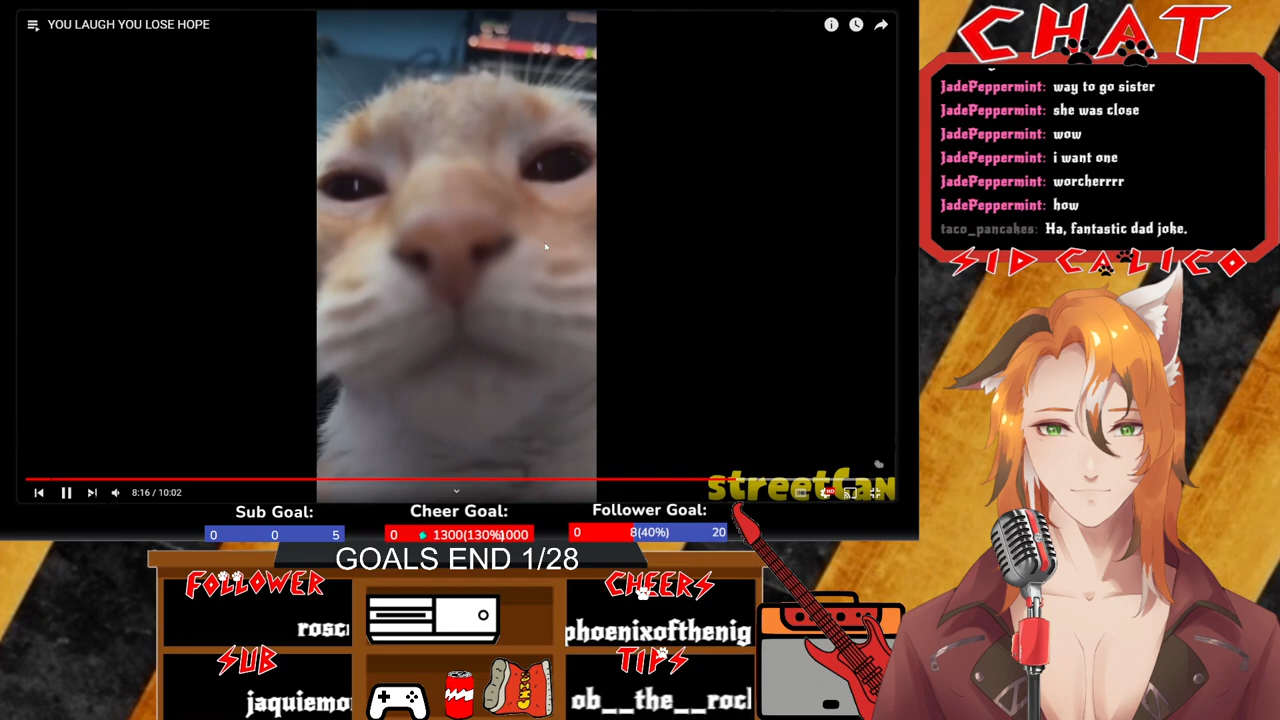 YOU LAUGH YOU LOSE HOPE
CHAT
JadePeppermint: way to go sister
JadePeppermint: she was close
JadePeppermint: wow
JadePeppermint: i want one
JadePeppermint: worcherrrr
JadePeppermint: how
taco_pancakes: Ha, fantastic dad joke.
SID CALICO
8:16 / 10:02
HD
streetCan
Sub Goal:
0 0 5
Cheer Goal:
0 1300(130%)1000
Follower Goal:
0 8(40%) 20
GOALS END 1/28
FOLLOWER
rosc
CHEERS
phoenixofthenig
SUB
jaquiemo
TIPS
ob__the__rocl